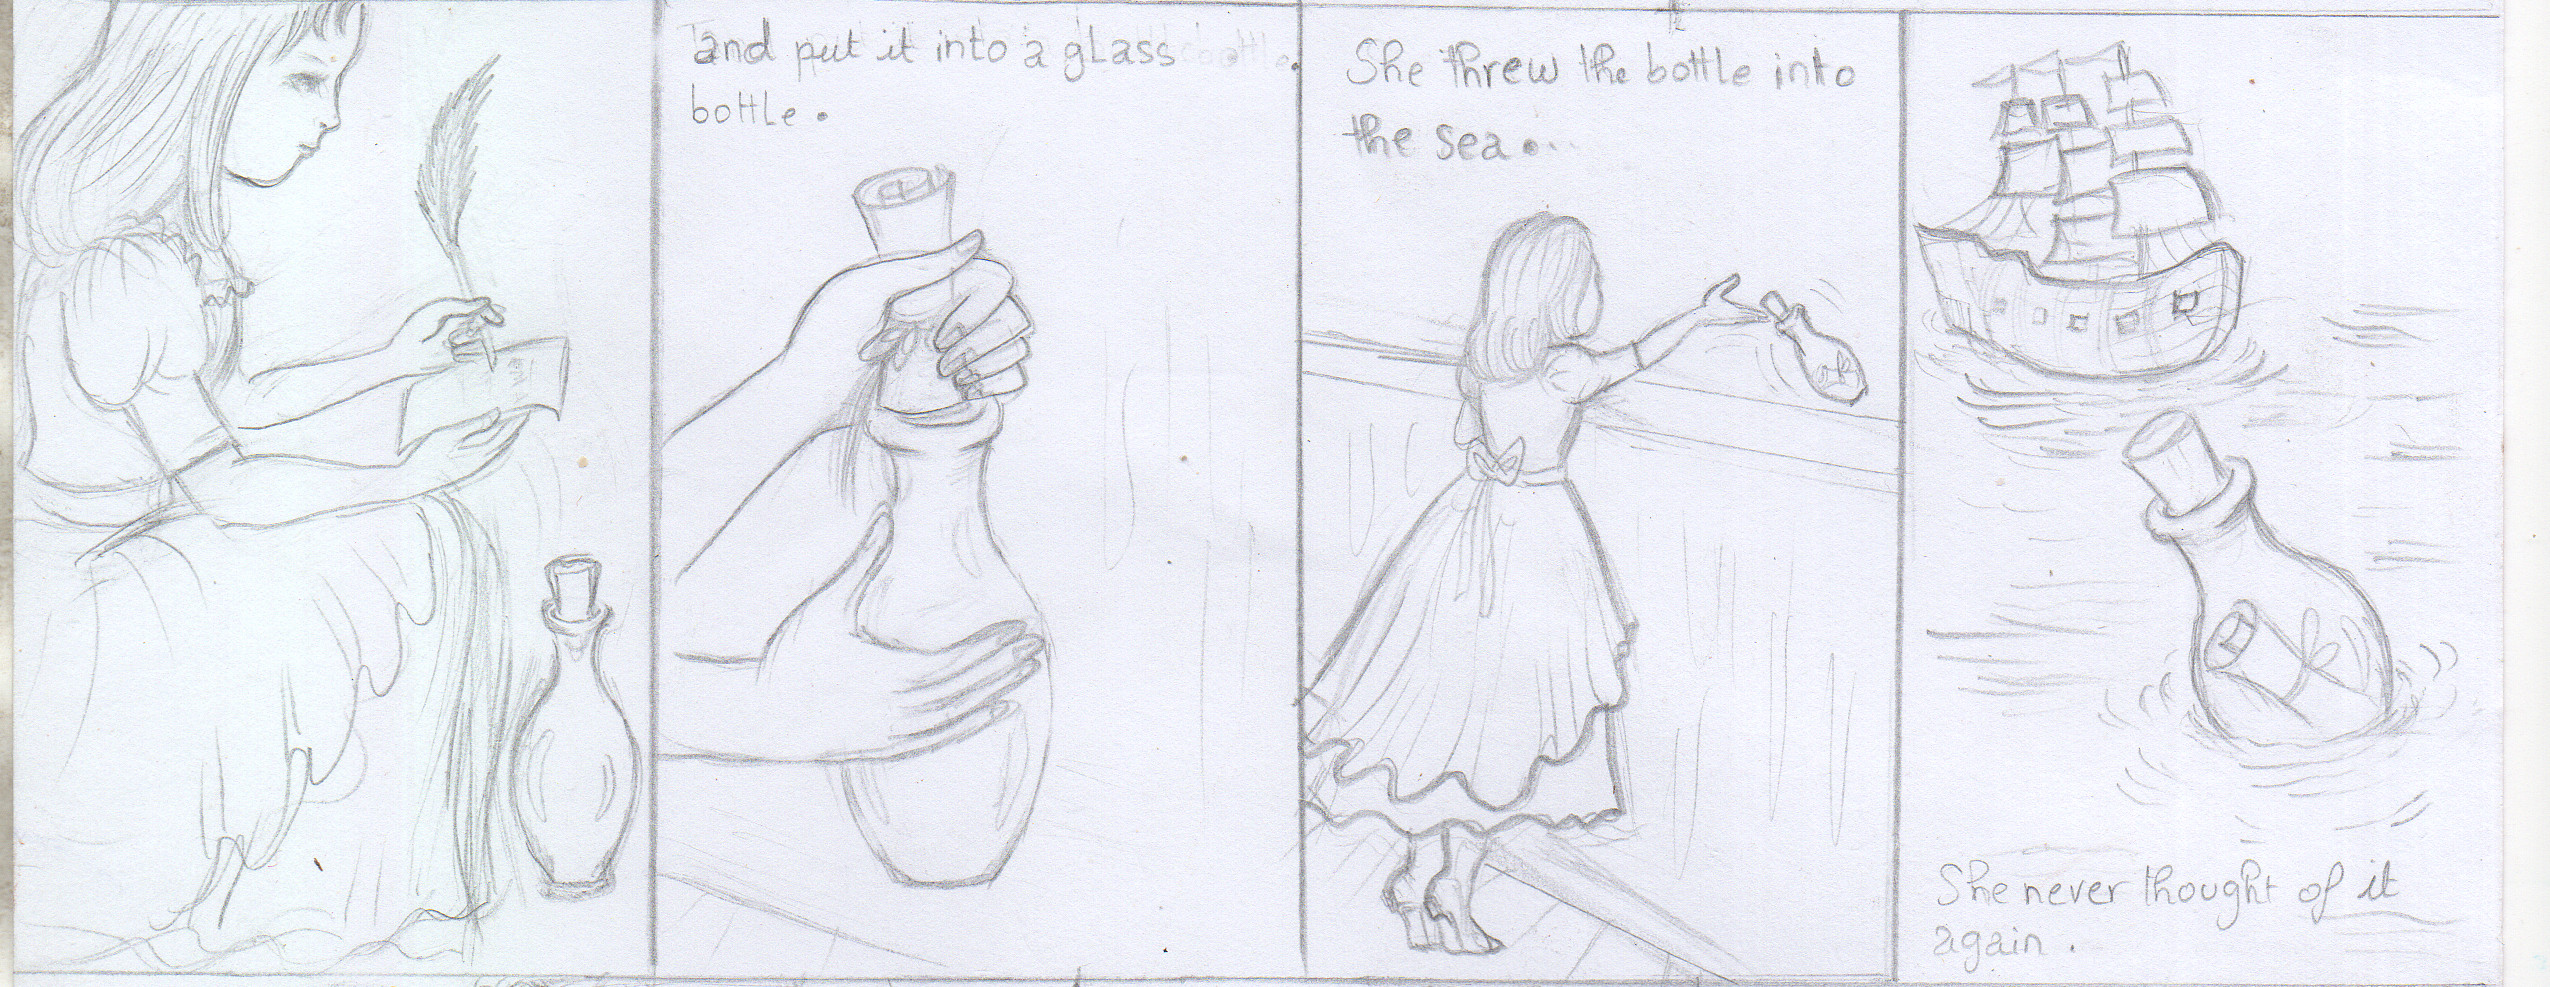 and put it into a glass
bottle.
She threw the bottle into
the sea...
She never thought of it
again.